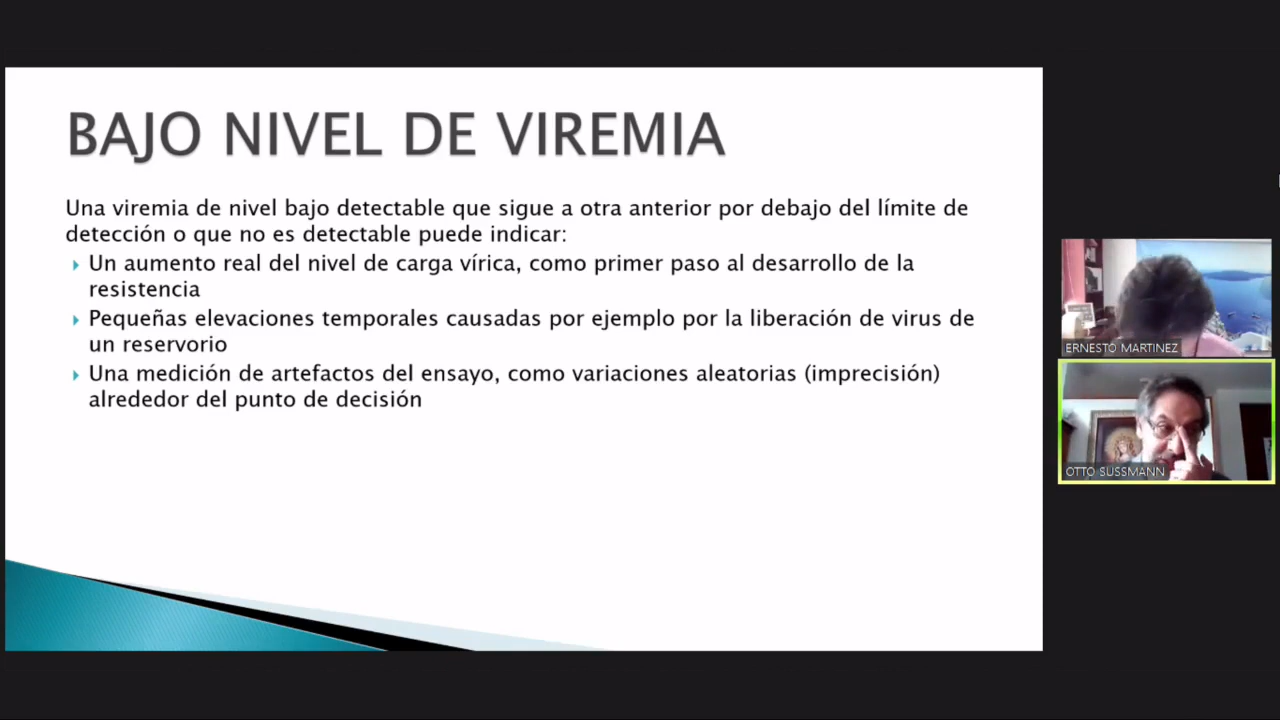 BAJO NIVEL DE VIREMIA
Una viremia de nivel bajo detectable que sigue a otra anterior por debajo del límite de
detección o que no es detectable puede indicar:
Un aumento real del nivel de carga vírica, como primer paso al desarrollo de la
resistencia
Pequeñas elevaciones temporales causadas por ejemplo por la liberación de virus de
un reservorio
Una medición de artefactos del ensayo, como variaciones aleatorias (imprecisión)
alrededor del punto de decisión
ERNESTO MARTINEZ
OTTO SUSSMANN